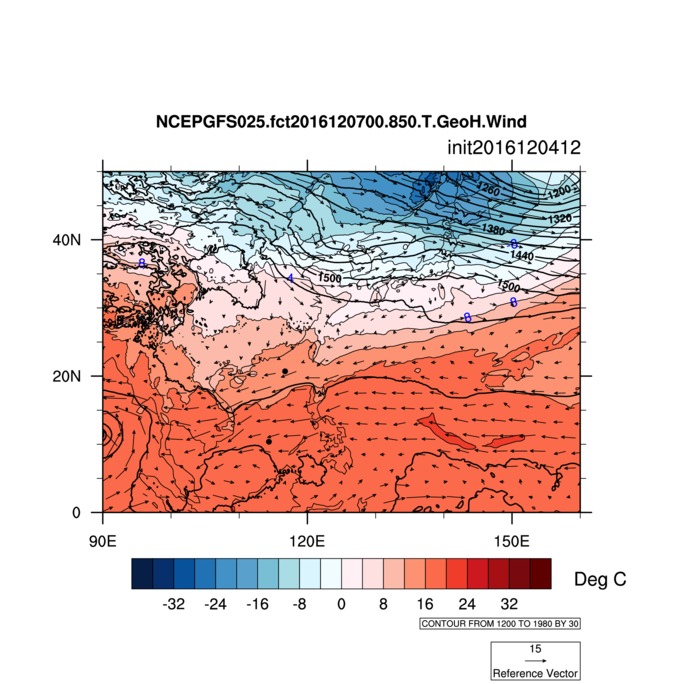 NCEPGFS025.fct2016120700.850.T.GeoH.Wind
init2016120412
1260
1200
1320
1380
40N
8
1440
8
4
1500
1500
8
8
20N
0
90E
120E
150E
-32
-24
-16
-8
0
8
16
24
32
Deg C
CONTOUR FROM 1200 TO 1980 BY 30
15
Reference Vector